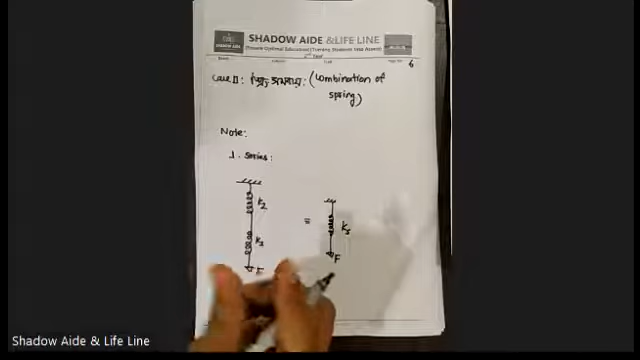 SHADOW AIDE & LIFE LINE
Case II: স্প্রিং সমবায়: (Combination of
spring)
Note:
1. Series:
K2
=
K1
Ks
F
F
Shadow Aide & Life Line